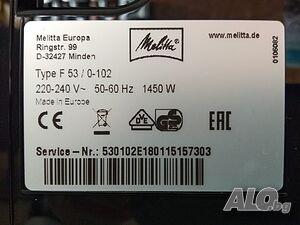 Melitta Europa
Ringstr. 99
D-32427 Minden
Melitta
www.melitta.de
0106082
Type F 53 / 0-102
220-240 V~ 50-60 Hz 1450 W
Made in Europe
CE
EAC
Service - Nr.: 530102E180115157303
ALO.bg